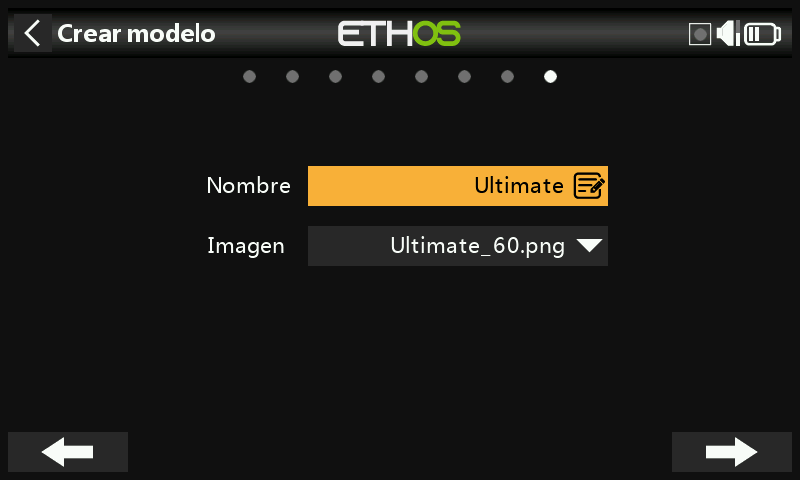 Crear modelo
ETHOS
Nombre
Ultimate
Imagen
Ultimate_60.png